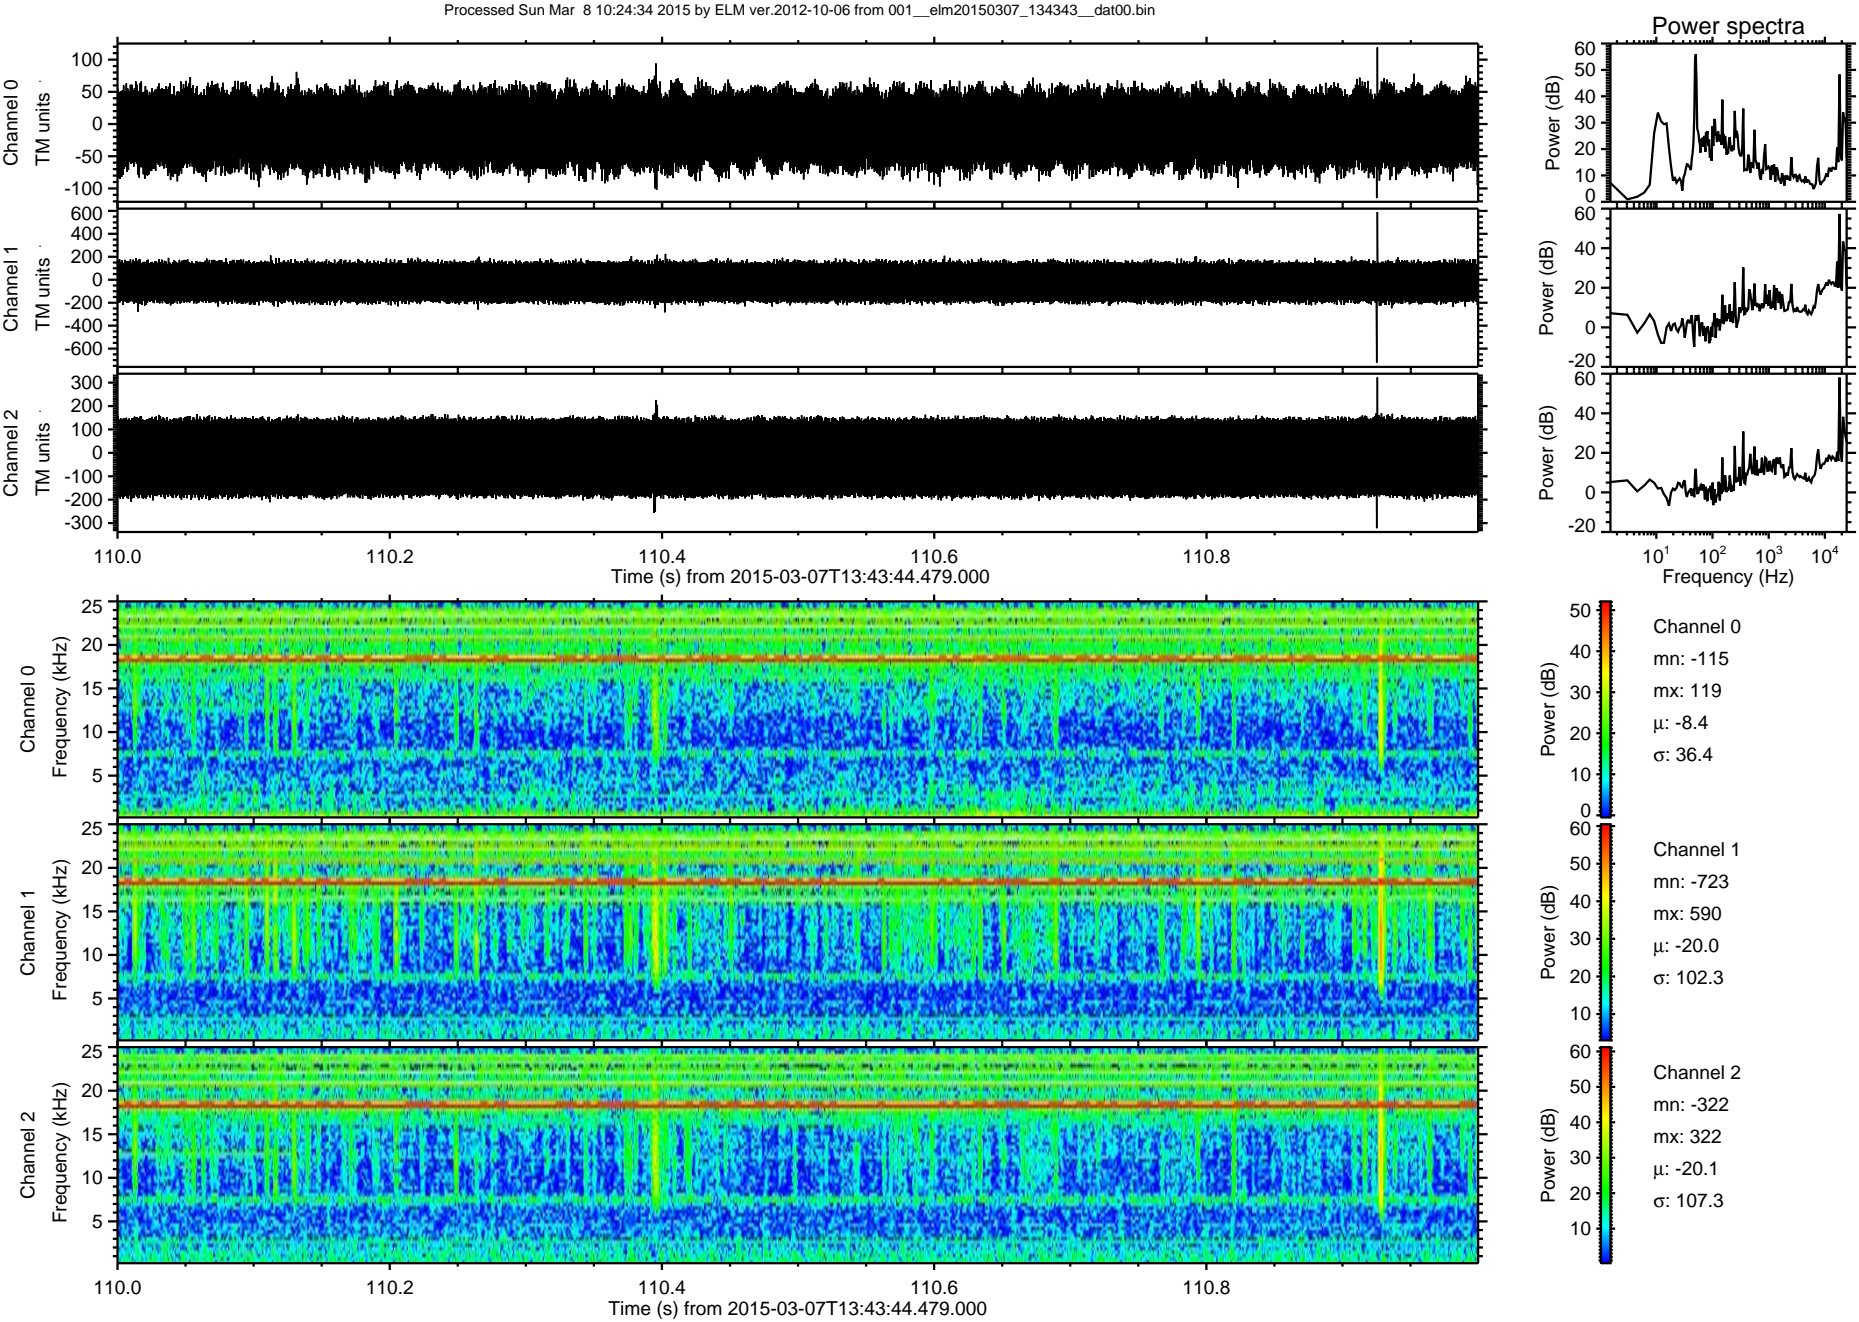 Processed Sun Mar  8 10:24:34 2015 by ELM ver.2012-10-06 from 001__elm20150307_134343__dat00.bin
Power spectra
Channel 0
TM units
100
50
0
-50
-100
Power (dB)
60
50
40
30
20
10
0
Channel 1
TM units
600
400
200
0
-200
-400
-600
Power (dB)
60
40
20
0
-20
Channel 2
TM units
300
200
100
0
-100
-200
-300
Power (dB)
60
40
20
0
-20
110.0 110.2 110.4 110.6 110.8
Time (s) from 2015-03-07T13:43:44.479.000
10¹ 10² 10³ 10⁴
Frequency (Hz)
Channel 0
Frequency (kHz)
25
20
15
10
5
Power (dB)
50
40
30
20
10
0
Channel 0
mn: -115
mx: 119
μ: -8.4
σ: 36.4
Channel 1
Frequency (kHz)
25
20
15
10
5
Power (dB)
60
50
40
30
20
10
Channel 1
mn: -723
mx: 590
μ: -20.0
σ: 102.3
Channel 2
Frequency (kHz)
25
20
15
10
5
Power (dB)
60
50
40
30
20
10
Channel 2
mn: -322
mx: 322
μ: -20.1
σ: 107.3
110.0 110.2 110.4 110.6 110.8
Time (s) from 2015-03-07T13:43:44.479.000